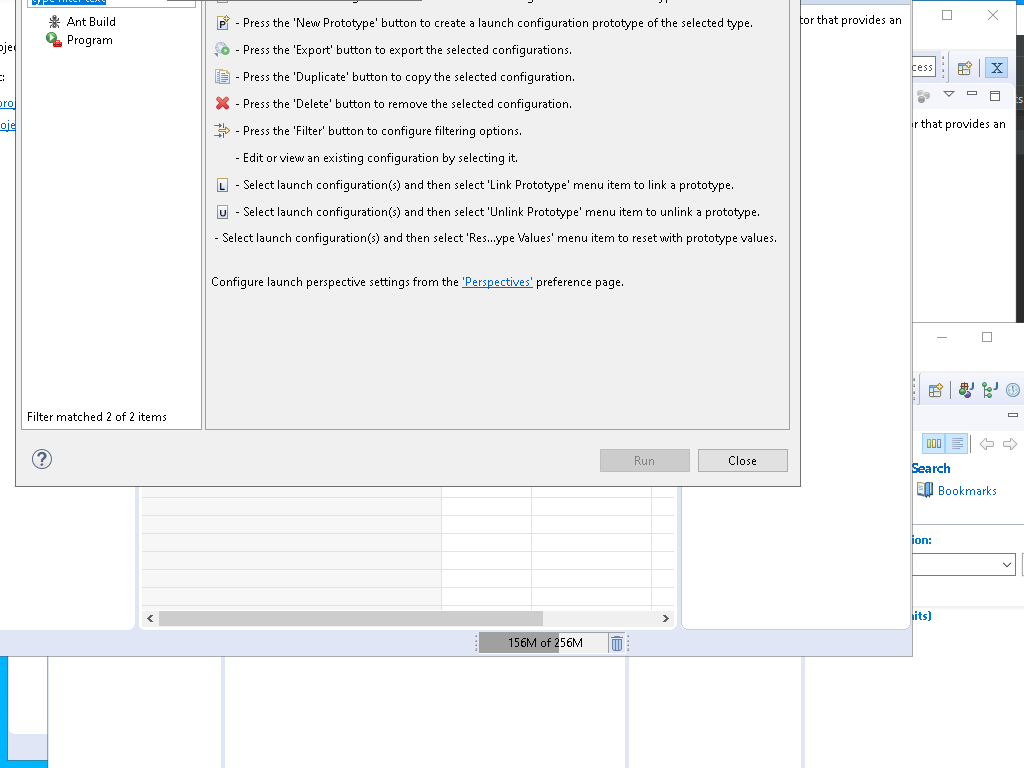 type filter text
Ant Build
Program
Filter matched 2 of 2 items
- Press the 'New Prototype' button to create a launch configuration prototype of the selected type.
- Press the 'Export' button to export the selected configurations.
- Press the 'Duplicate' button to copy the selected configuration.
- Press the 'Delete' button to remove the selected configuration.
- Press the 'Filter' button to configure filtering options.
- Edit or view an existing configuration by selecting it.
- Select launch configuration(s) and then select 'Link Prototype' menu item to link a prototype.
- Select launch configuration(s) and then select 'Unlink Prototype' menu item to unlink a prototype.
- Select launch configuration(s) and then select 'Res...ype Values' menu item to reset with prototype values.
Configure launch perspective settings from the 'Perspectives' preference page.
Run
Close
156M of 256M
tor that provides an
cess
r that provides an
Search
Bookmarks
ion:
its)